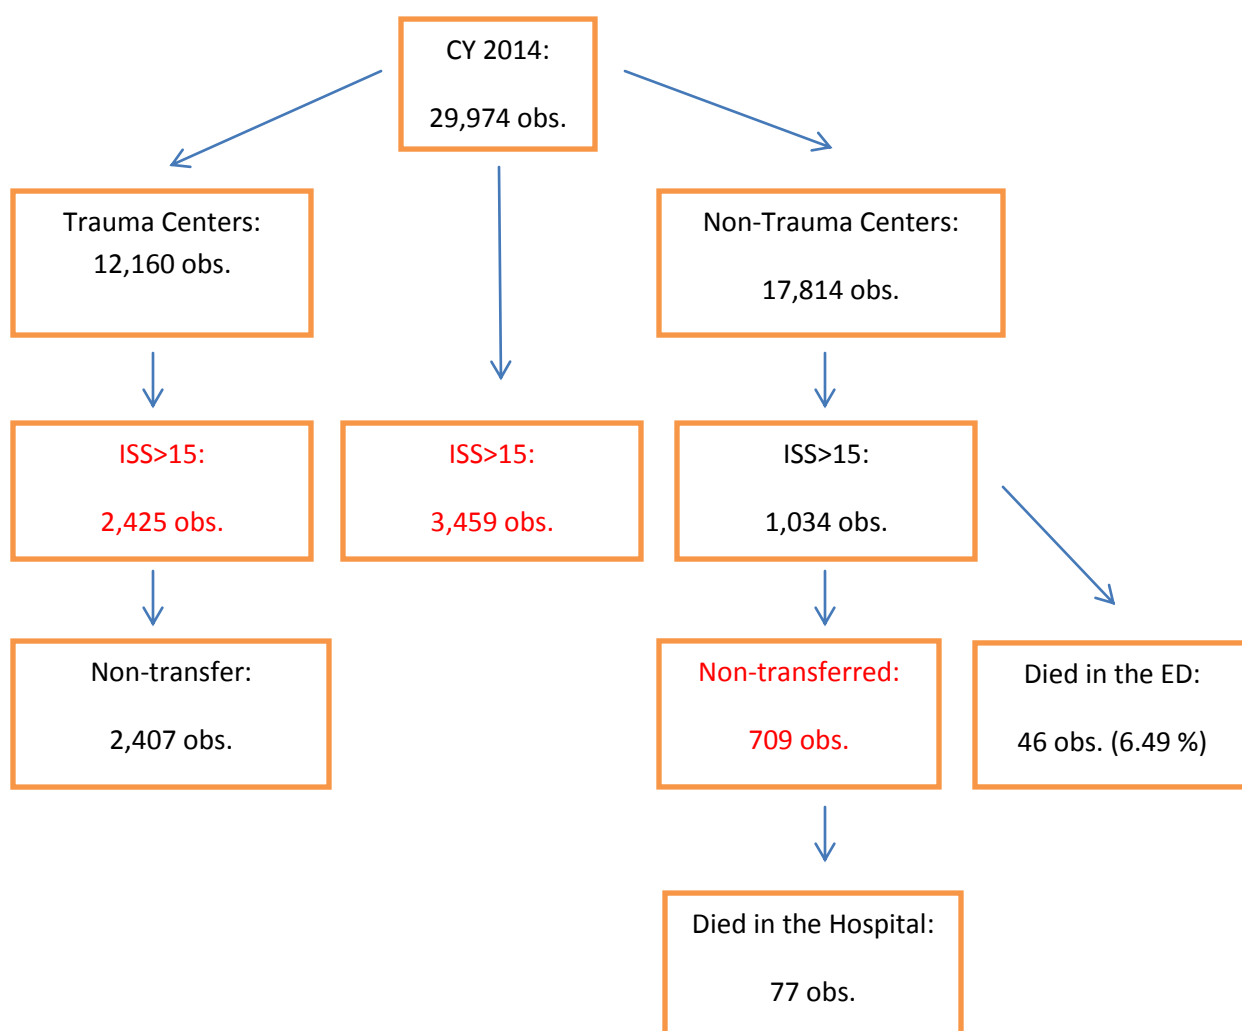 CY 2014:
29,974 obs.
Trauma Centers:
12,160 obs.
Non-Trauma Centers:
17,814 obs.
ISS>15:
2,425 obs.
ISS>15:
3,459 obs.
ISS>15:
1,034 obs.
Non-transfer:
2,407 obs.
Non-transferred:
709 obs.
Died in the ED:
46 obs. (6.49 %)
Died in the Hospital:
77 obs.